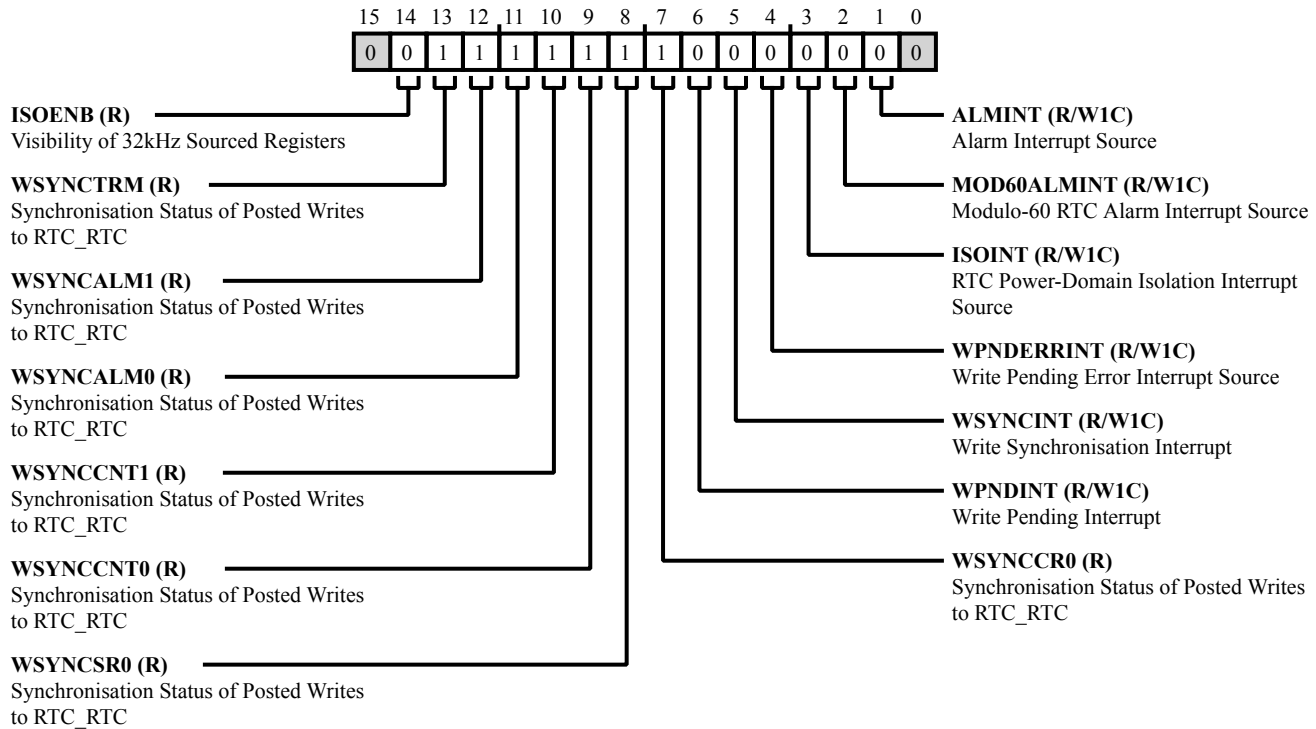 15 14 13 12 11 10 9 8 7 6 5 4 3 2 1 0
0 0 1 1 1 1 1 1 1 0 0 0 0 0 0 0
ISOENB (R)
Visibility of 32kHz Sourced Registers
WSYNCTRM (R)
Synchronisation Status of Posted Writes
to RTC_RTC
WSYNCALM1 (R)
Synchronisation Status of Posted Writes
to RTC_RTC
WSYNCALM0 (R)
Synchronisation Status of Posted Writes
to RTC_RTC
WSYNCCNT1 (R)
Synchronisation Status of Posted Writes
to RTC_RTC
WSYNCCNT0 (R)
Synchronisation Status of Posted Writes
to RTC_RTC
WSYNCSR0 (R)
Synchronisation Status of Posted Writes
to RTC_RTC
ALMINT (R/W1C)
Alarm Interrupt Source
MOD60ALMINT (R/W1C)
Modulo-60 RTC Alarm Interrupt Source
ISOINT (R/W1C)
RTC Power-Domain Isolation Interrupt
Source
WPNDERRINT (R/W1C)
Write Pending Error Interrupt Source
WSYNCINT (R/W1C)
Write Synchronisation Interrupt
WPNDINT (R/W1C)
Write Pending Interrupt
WSYNCCR0 (R)
Synchronisation Status of Posted Writes
to RTC_RTC